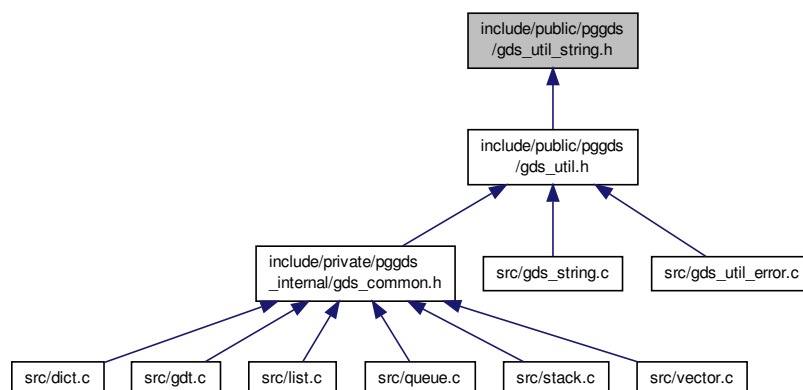 include/public/pggds
/gds_util_string.h
include/public/pggds
/gds_util.h
include/private/pggds
_internal/gds_common.h
src/gds_string.c
src/gds_util_error.c
src/dict.c
src/gdt.c
src/list.c
src/queue.c
src/stack.c
src/vector.c